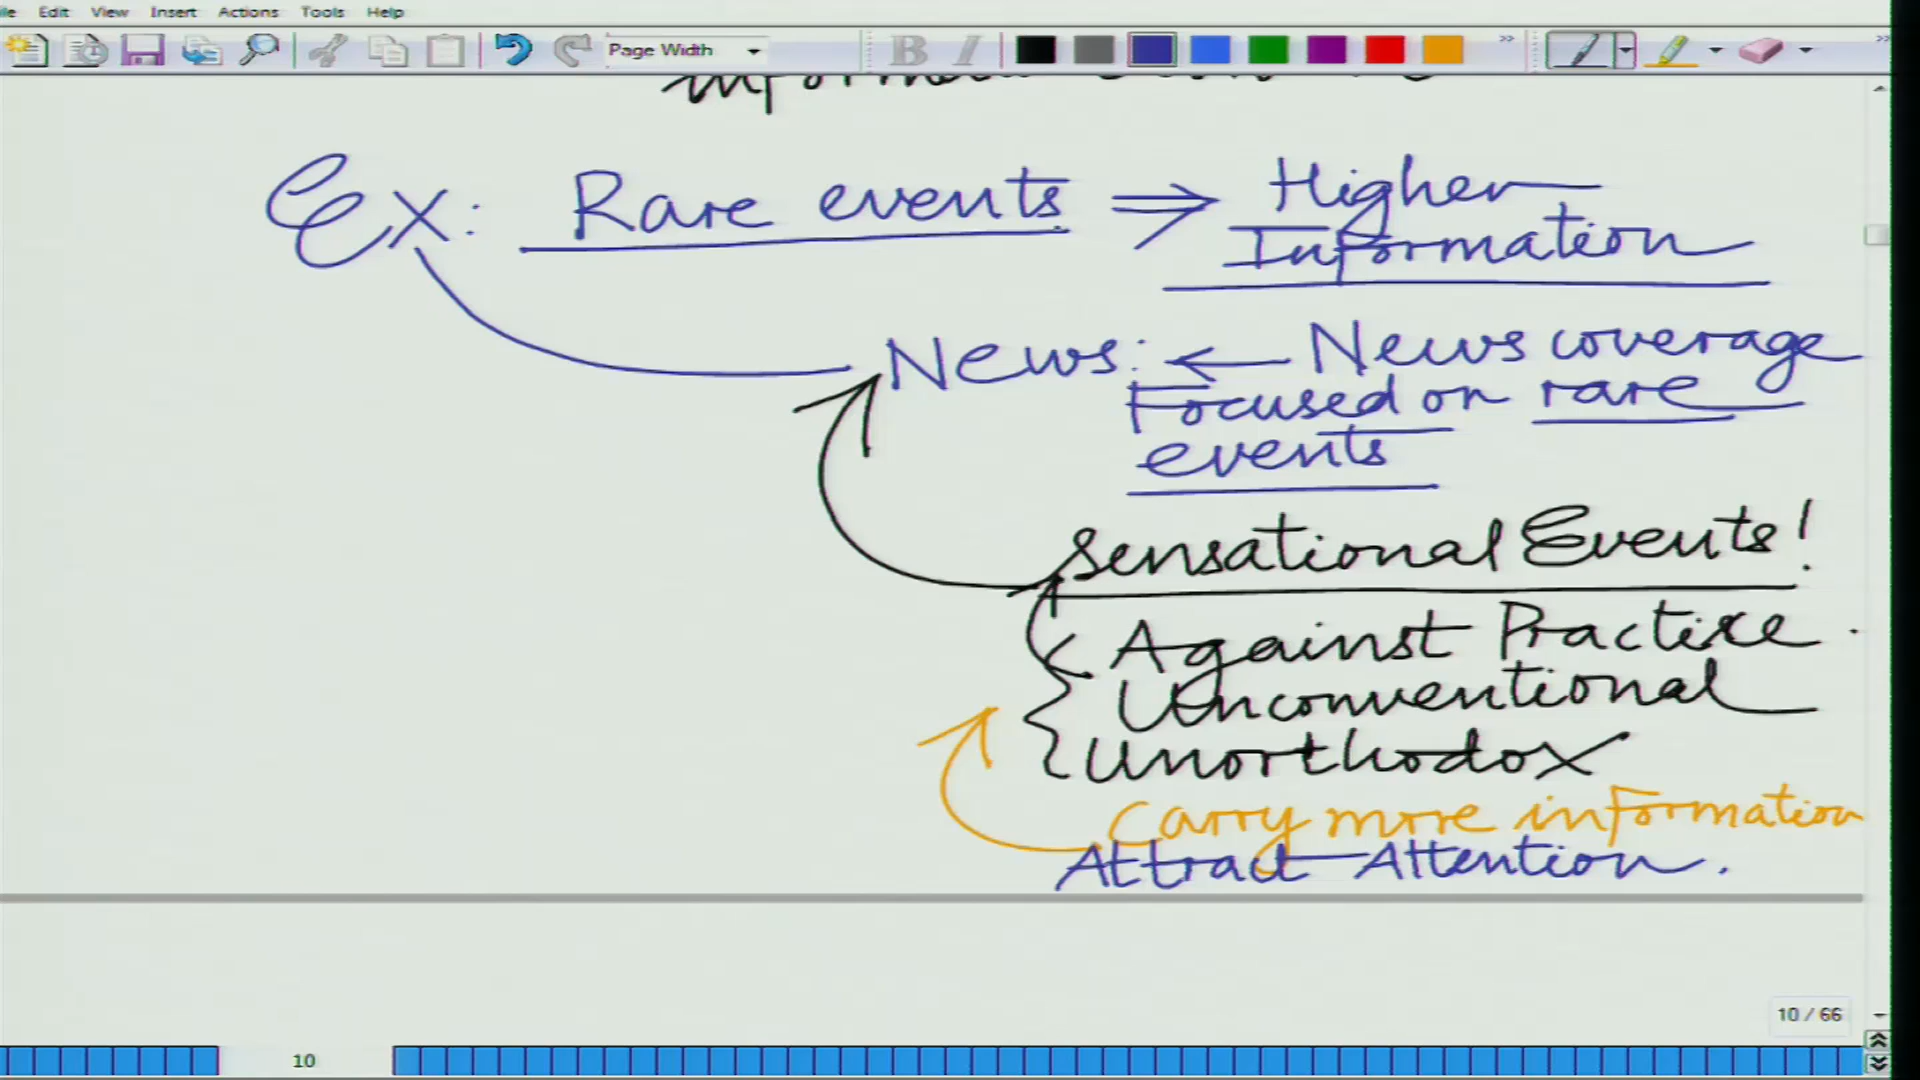 Edit View Insert Actions Tools Help
Page Width
B I
Ex: Rare events ⇒ Higher
Information
News: ← News coverage
Focused on rare
events
Sensational Events!
Against Practice.
Unconventional
Unorthodox
Carry more information
Attract Attention.
10 / 66
10